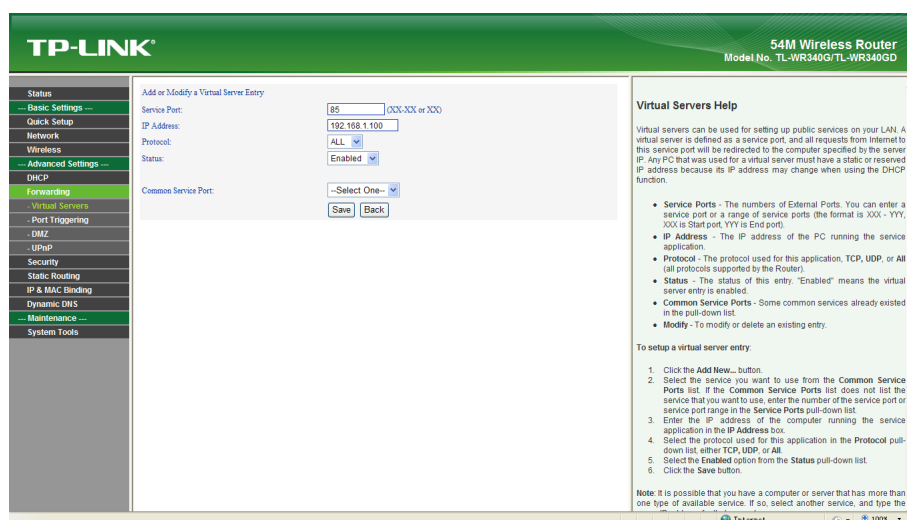 TP-LINK®
54M Wireless Router
Model No. TL-WR340G/TL-WR340GD
Status
--- Basic Settings ---
Quick Setup
Network
Wireless
--- Advanced Settings ---
DHCP
Forwarding
- Virtual Servers
- Port Triggering
- DMZ
- UPnP
Security
Static Routing
IP & MAC Binding
Dynamic DNS
--- Maintenance ---
System Tools
Add or Modify a Virtual Server Entry
Service Port: 85 (XX-XX or XX)
IP Address: 192.168.1.100
Protocol: ALL
Status: Enabled
Common Service Port: --Select One--
Save Back
Virtual Servers Help
Virtual servers can be used for setting up public services on your LAN. A
virtual server is defined as a service port, and all requests from Internet to
this service port will be redirected to the computer specified by the server
IP. Any PC that was used for a virtual server must have a static or reserved
IP address because its IP address may change when using the DHCP
function.
• Service Ports - The numbers of External Ports. You can enter a
service port or a range of service ports (the format is XXX - YYY,
XXX is Start port, YYY is End port).
• IP Address - The IP address of the PC running the service
application.
• Protocol - The protocol used for this application, TCP, UDP, or All
(all protocols supported by the Router).
• Status - The status of this entry. "Enabled" means the virtual
server entry is enabled.
• Common Service Ports - Some common services already existed
in the pull-down list.
• Modify - To modify or delete an existing entry.
To setup a virtual server entry:
1. Click the Add New... button.
2. Select the service you want to use from the Common Service
Ports list. If the Common Service Ports list does not list the
service that you want to use, enter the number of the service port or
service port range in the Service Ports pull-down list.
3. Enter the IP address of the computer running the service
application in the IP Address box.
4. Select the protocol used for this application in the Protocol pull-
down list, either TCP, UDP, or All.
5. Select the Enabled option from the Status pull-down list.
6. Click the Save button.
Note: It is possible that you have a computer or server that has more than
one type of available service. If so, select another service, and type the
Internet
100%